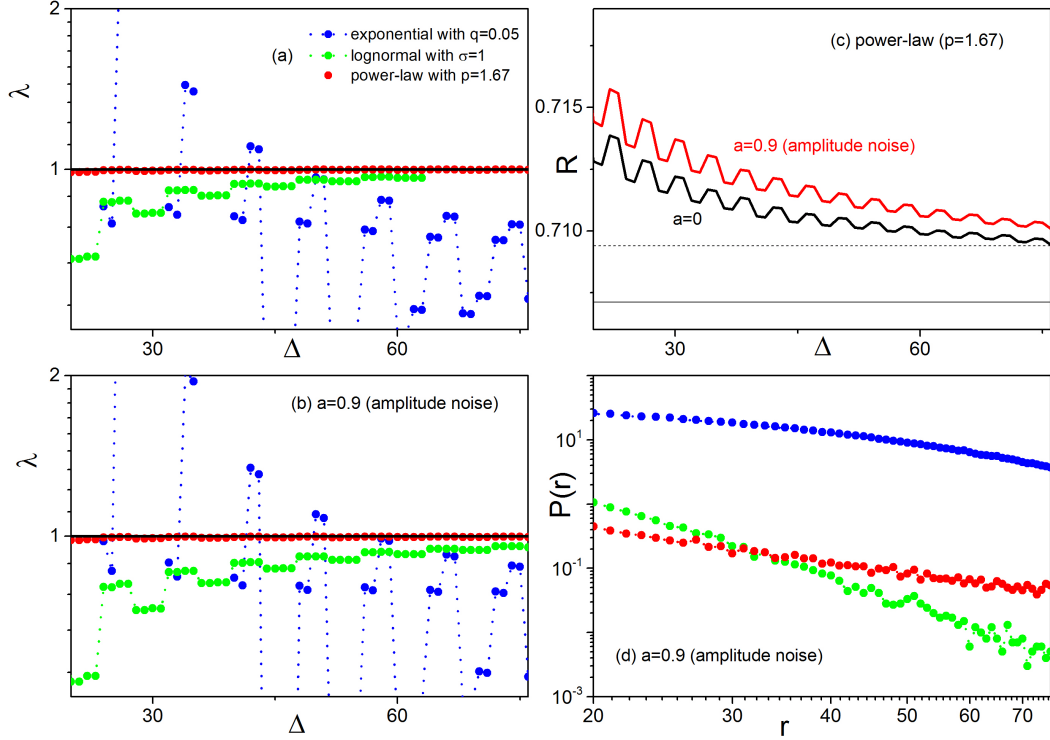 2
exponential with q=0.05
(a)
lognormal with σ=1
power-law with p=1.67
λ
1
30
Δ
60
(c) power-law (p=1.67)
0.715
R
a=0.9 (amplitude noise)
a=0
0.710
30
Δ
60
2
(b) a=0.9 (amplitude noise)
λ
1
30
Δ
60
10¹
P(r)
10⁻¹
(d) a=0.9 (amplitude noise)
10⁻³
20
30
40
50
60
70
r